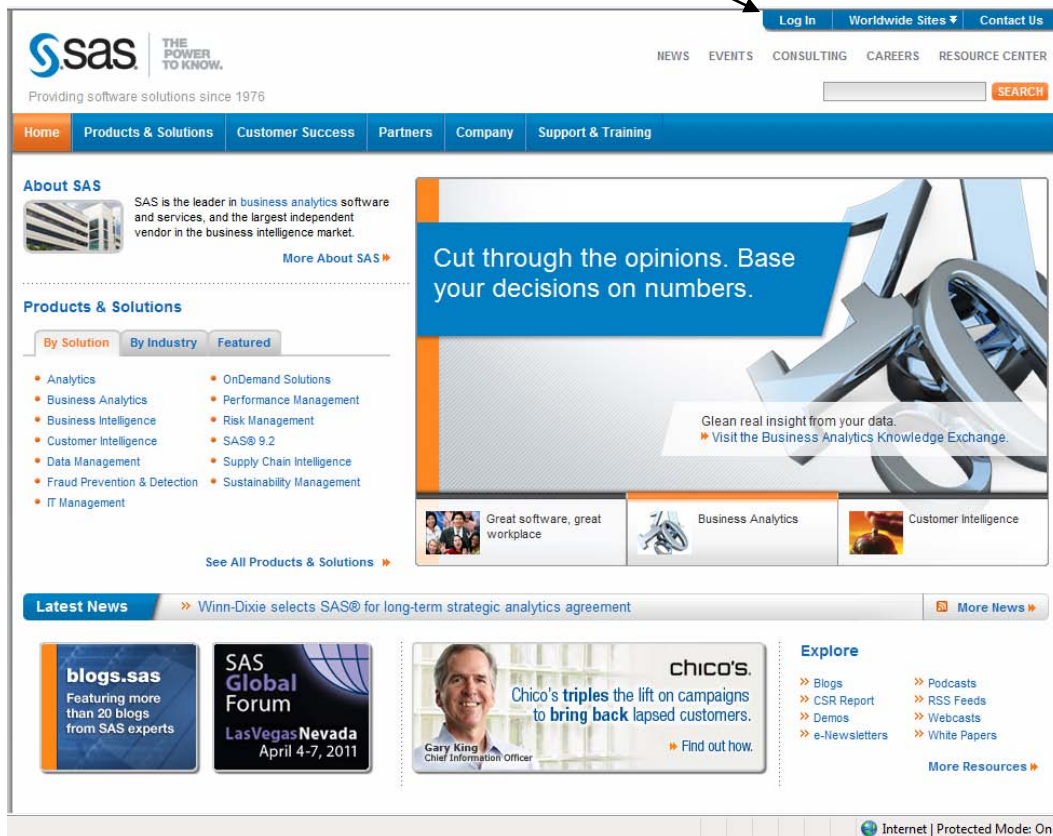 Log In Worldwide Sites Contact Us
sas THE
POWER
TO KNOW.
NEWS EVENTS CONSULTING CAREERS RESOURCE CENTER
Providing software solutions since 1976
SEARCH
Home Products & Solutions Customer Success Partners Company Support & Training
About SAS
SAS is the leader in business analytics software
and services, and the largest independent
vendor in the business intelligence market.
More About SAS
Products & Solutions
By Solution By Industry Featured
Analytics
Business Analytics
Business Intelligence
Customer Intelligence
Data Management
Fraud Prevention & Detection
IT Management
OnDemand Solutions
Performance Management
Risk Management
SAS® 9.2
Supply Chain Intelligence
Sustainability Management
See All Products & Solutions
Cut through the opinions. Base
your decisions on numbers.
Glean real insight from your data.
Visit the Business Analytics Knowledge Exchange.
Great software, great
workplace
Business Analytics
Customer Intelligence
Latest News Winn-Dixie selects SAS® for long-term strategic analytics agreement More News
blogs.sas
Featuring more
than 20 blogs
from SAS experts
SAS
Global
Forum
LasVegas Nevada
April 4-7, 2011
chico's.
Chico's triples the lift on campaigns
to bring back lapsed customers.
Gary King
Chief Information Officer
Find out how.
Explore
Blogs
CSR Report
Demos
e-Newsletters
Podcasts
RSS Feeds
Webcasts
White Papers
More Resources
Internet | Protected Mode: On